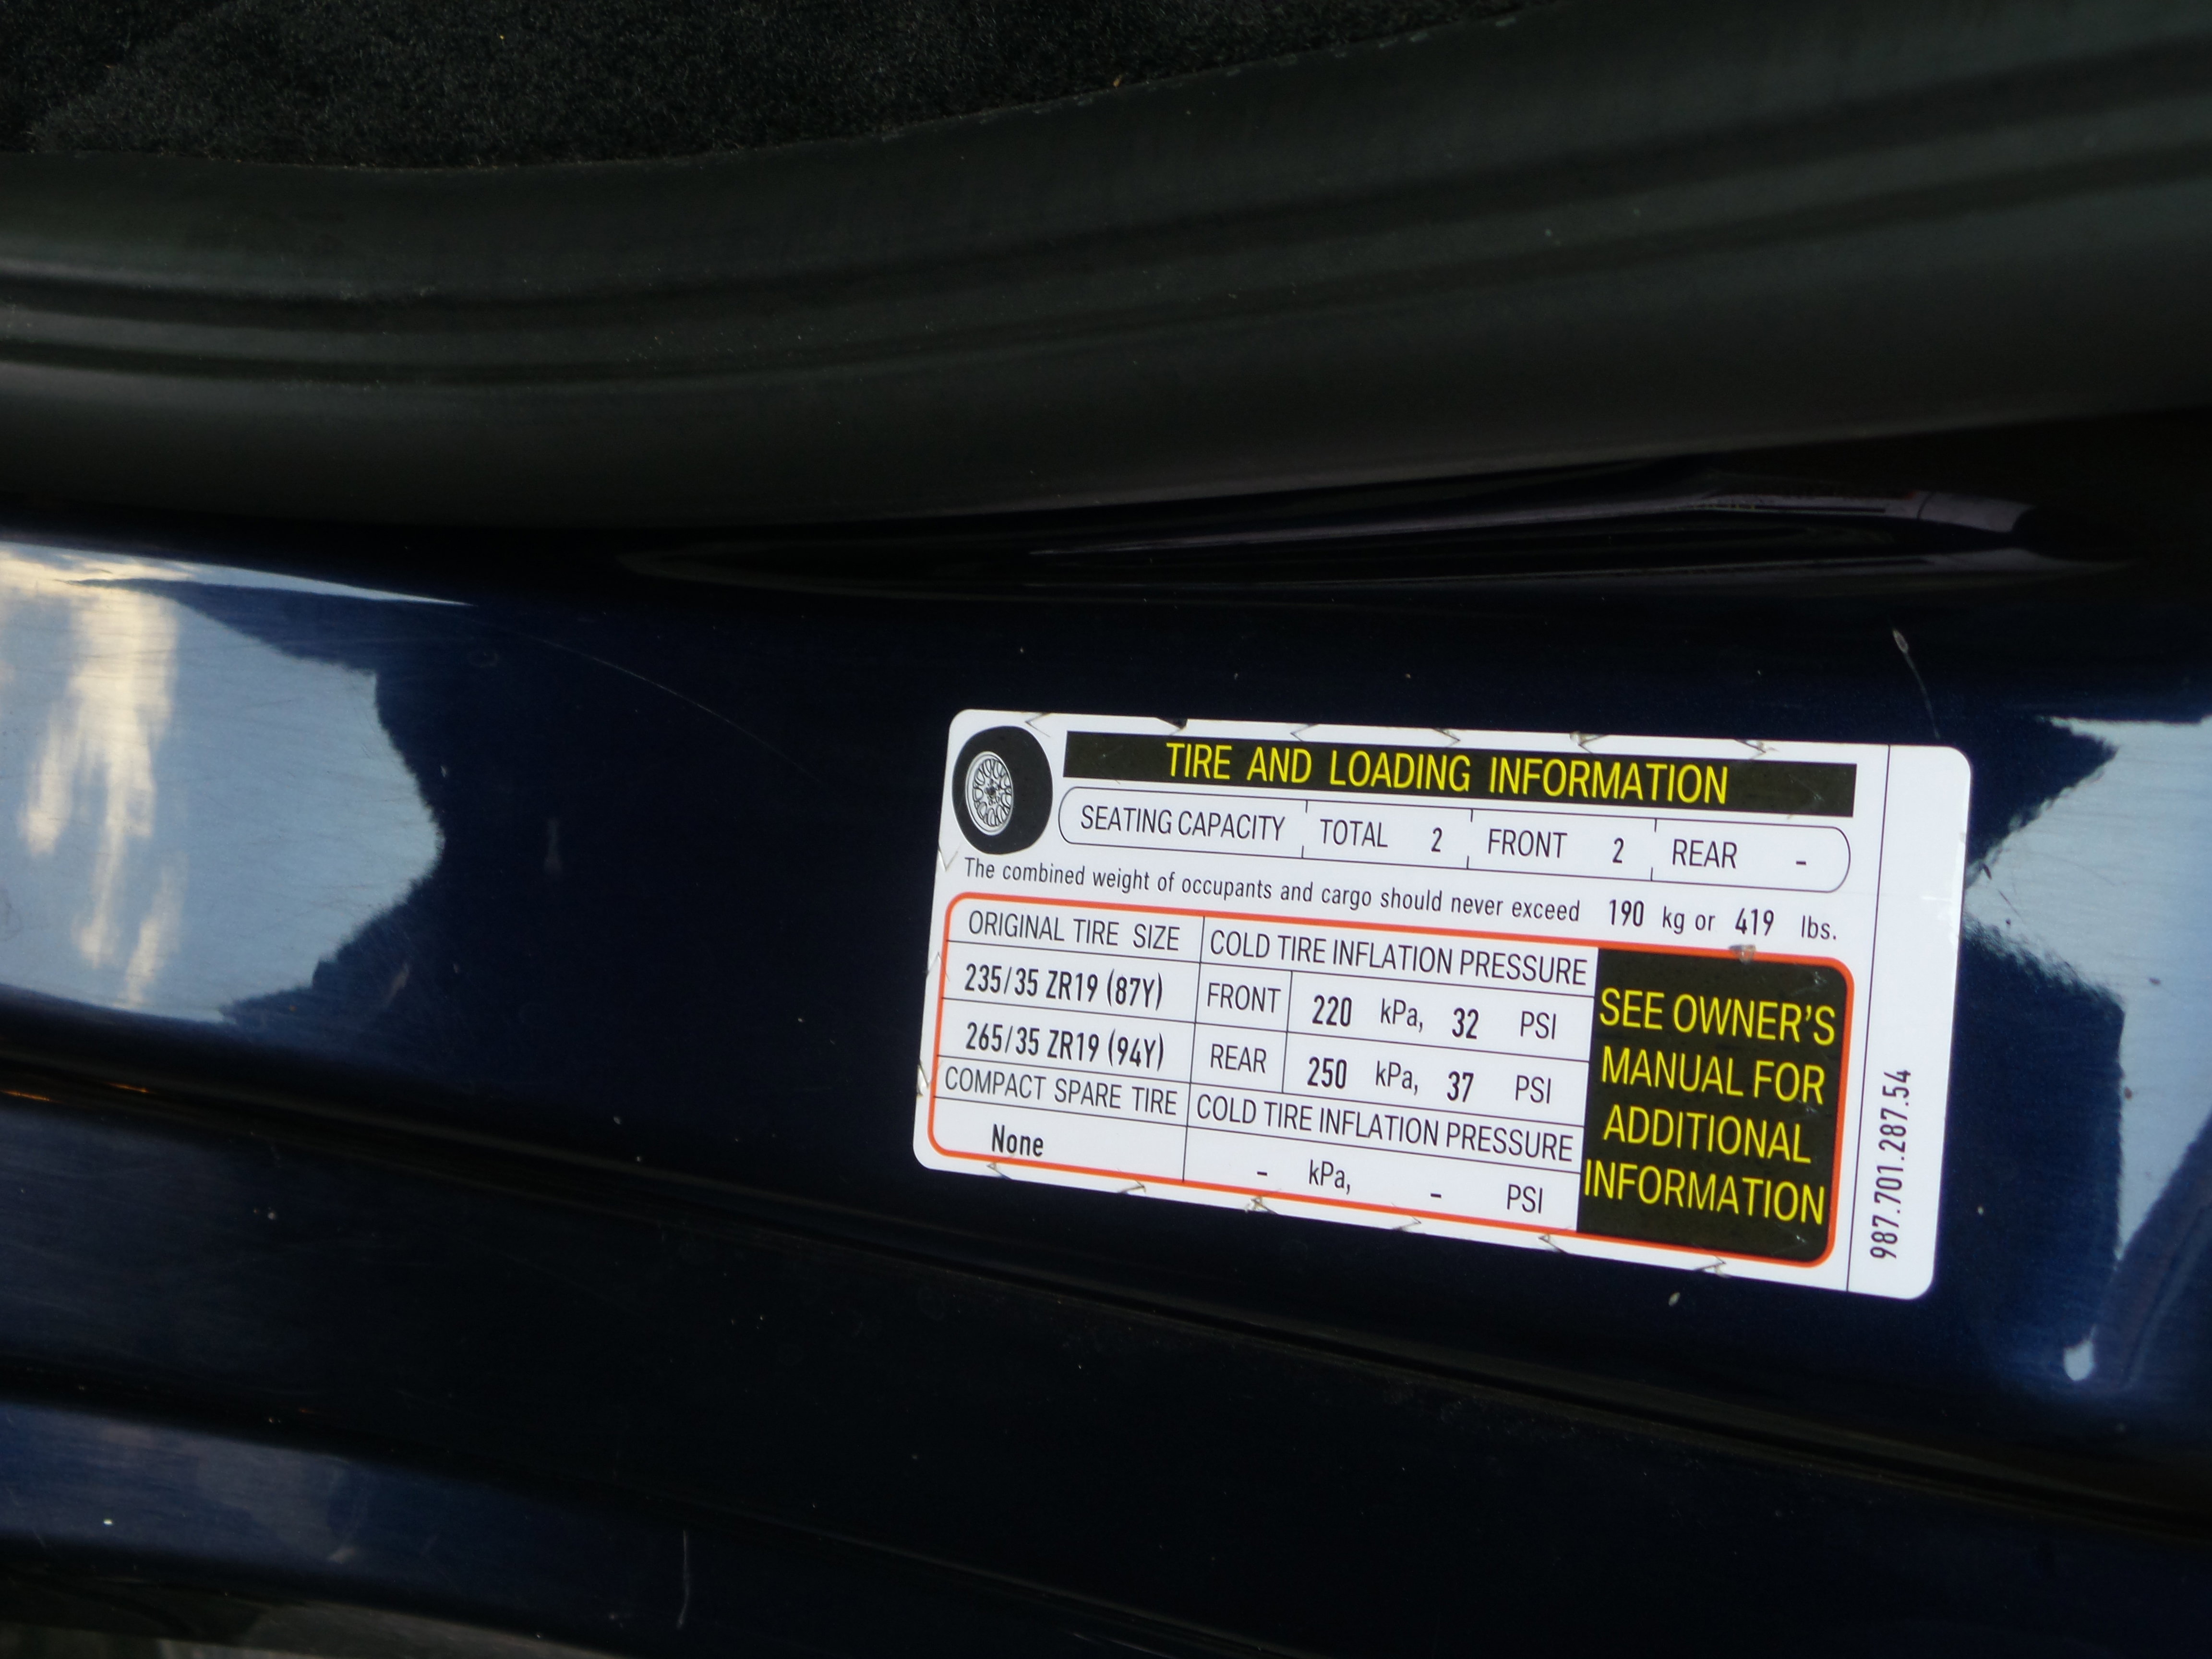 TIRE AND LOADING INFORMATION
SEATING CAPACITY TOTAL 2 FRONT 2 REAR -
The combined weight of occupants and cargo should never exceed 190 kg or 419 lbs.
ORIGINAL TIRE SIZE COLD TIRE INFLATION PRESSURE
235/35 ZR19 (87Y) FRONT 220 kPa, 32 PSI
265/35 ZR19 (94Y) REAR 250 kPa, 37 PSI
COMPACT SPARE TIRE COLD TIRE INFLATION PRESSURE
None - kPa, - PSI
SEE OWNER'S
MANUAL FOR
ADDITIONAL
INFORMATION
987.701.287.54